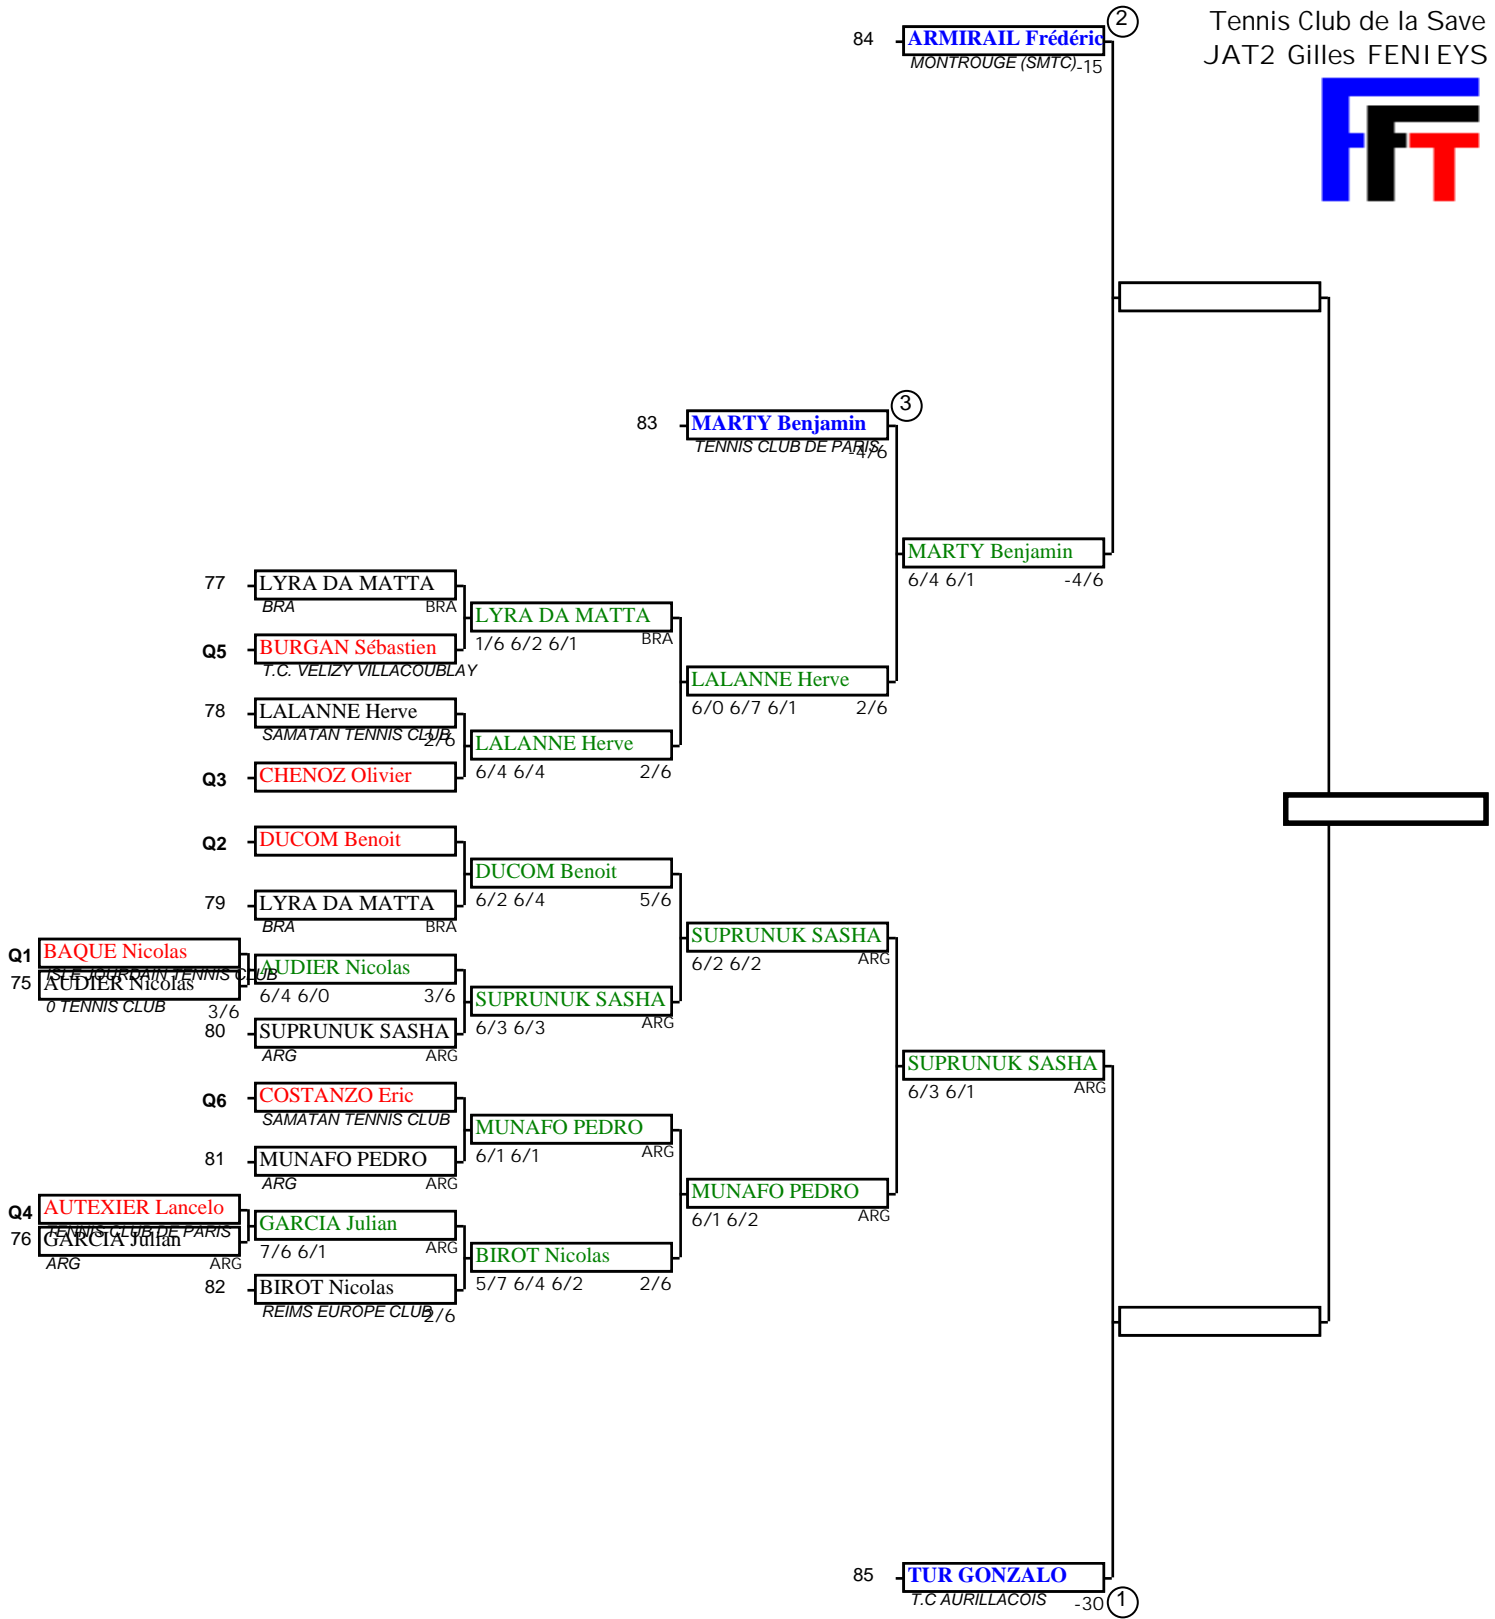 Tennis Club de la Save
JAT2 Gilles FENIEYS
FFT
84 ARMIRAIL Frédéric 2
MONTROUGE (SMTC) -15
83 MARTY Benjamin 3
TENNIS CLUB DE PARIS -4/6
MARTY Benjamin
6/4 6/1 -4/6
77 LYRA DA MATTA
BRA BRA
LYRA DA MATTA
1/6 6/2 6/1 BRA
Q5 BURGAN Sébastien
T.C. VELIZY VILLACOUBLAY
LALANNE Herve
6/0 6/7 6/1 2/6
78 LALANNE Herve
SAMATAN TENNIS CLUB 2/6
LALANNE Herve
6/4 6/4 2/6
Q3 CHENOZ Olivier
Q2 DUCOM Benoit
DUCOM Benoit
6/2 6/4 5/6
79 LYRA DA MATTA
BRA BRA
SUPRUNUK SASHA
6/2 6/2 ARG
Q1 BAQUE Nicolas
ISLE JOURDAIN TENNIS CLUB
75 AUDIER Nicolas
0 TENNIS CLUB 3/6
AUDIER Nicolas
6/4 6/0 3/6
SUPRUNUK SASHA
6/3 6/3 ARG
80 SUPRUNUK SASHA
ARG ARG
SUPRUNUK SASHA
6/3 6/1 ARG
Q6 COSTANZO Eric
SAMATAN TENNIS CLUB
MUNAFO PEDRO
6/1 6/1 ARG
81 MUNAFO PEDRO
ARG ARG
MUNAFO PEDRO
6/1 6/2 ARG
Q4 AUTEXIER Lancelo
TENNIS CLUB DE PARIS
76 GARCIA Julian
ARG ARG
GARCIA Julian
7/6 6/1 ARG
BIROT Nicolas
5/7 6/4 6/2 2/6
82 BIROT Nicolas
REIMS EUROPE CLUB 2/6
85 TUR GONZALO
T.C AURILLACOIS -30 1